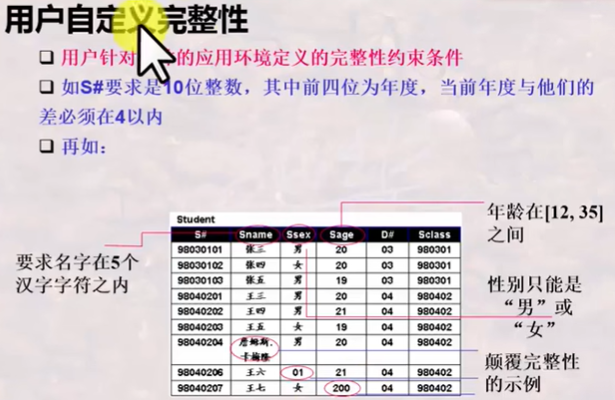 用户自定义完整性
用户针对 的应用环境定义的完整性约束条件
如S#要求是10位整数，其中前四位为年度，当前年度与他们的
差必须在4以内
再如：
年龄在[12, 35]
之间
Student
S# Sname Ssex Sage D# Sclass
98030101 张三 男 20 03 980301
98030102 张四 女 20 03 980301
98030103 张五 男 19 03 980301
98040201 王三 男 20 04 980402
98040202 王四 男 21 04 980402
98040203 王五 女 19 04 980402
98040204 詹姆斯. 男 20 04 980402
卡梅隆
98040206 王六 01 21 04 980402
98040207 王七 女 200 04 980402
要求名字在5个
汉字字符之内
性别只能是
“男”或
“女”
颠覆完整性
的示例